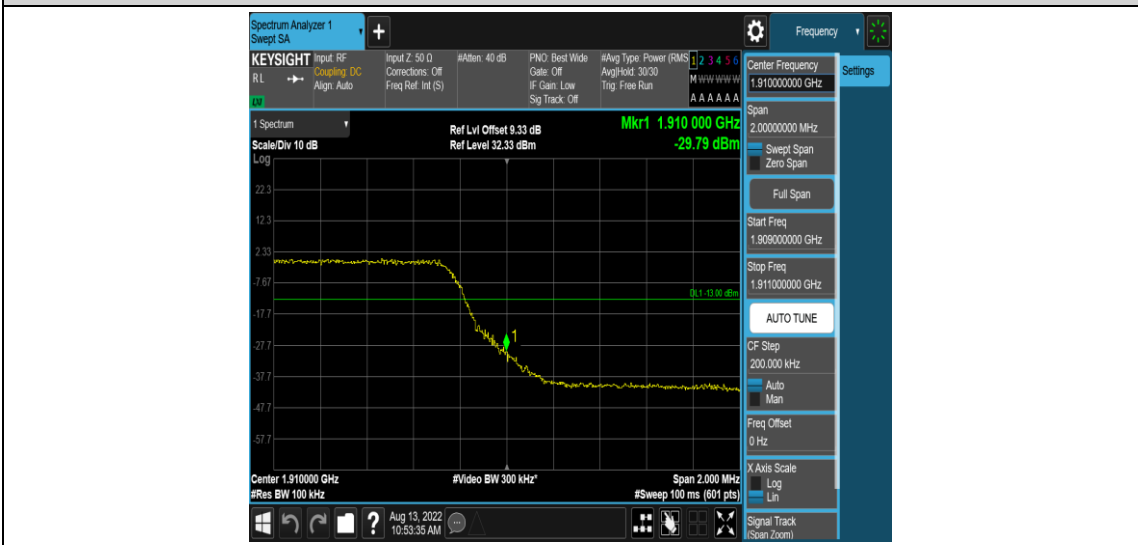 Spectrum Analyzer 1
Swept SA
+
Frequency
KEYSIGHT
RL
LXI
Input: RF
Coupling: DC
Align: Auto
Input Z: 50 Ω
Corrections: Off
Freq Ref: Int (S)
#Atten: 40 dB
PNO: Best Wide
Gate: Off
IF Gain: Low
Sig Track: Off
#Avg Type: Power (RMS
Avg|Hold: 30/30
Trig: Free Run
1 2 3 4 5 6
M W W W W W
A A A A A A
1 Spectrum
Scale/Div 10 dB
Log
Ref Lvl Offset 9.33 dB
Ref Level 32.33 dBm
Mkr1 1.910 000 GHz
-29.79 dBm
22.3
12.3
2.33
-7.67
DL1 -13.00 dBm
-17.7
1
-27.7
-37.7
-47.7
-57.7
Center 1.910000 GHz
#Video BW 300 kHz*
Span 2.000 MHz
#Res BW 100 kHz
#Sweep 100 ms (601 pts)
?
Aug 13, 2022
10:53:35 AM
Center Frequency
1.910000000 GHz
Settings
Span
2.00000000 MHz
Swept Span
Zero Span
Full Span
Start Freq
1.909000000 GHz
Stop Freq
1.911000000 GHz
AUTO TUNE
CF Step
200.000 kHz
Auto
Man
Freq Offset
0 Hz
X Axis Scale
Log
Lin
Signal Track
(Span Zoom)